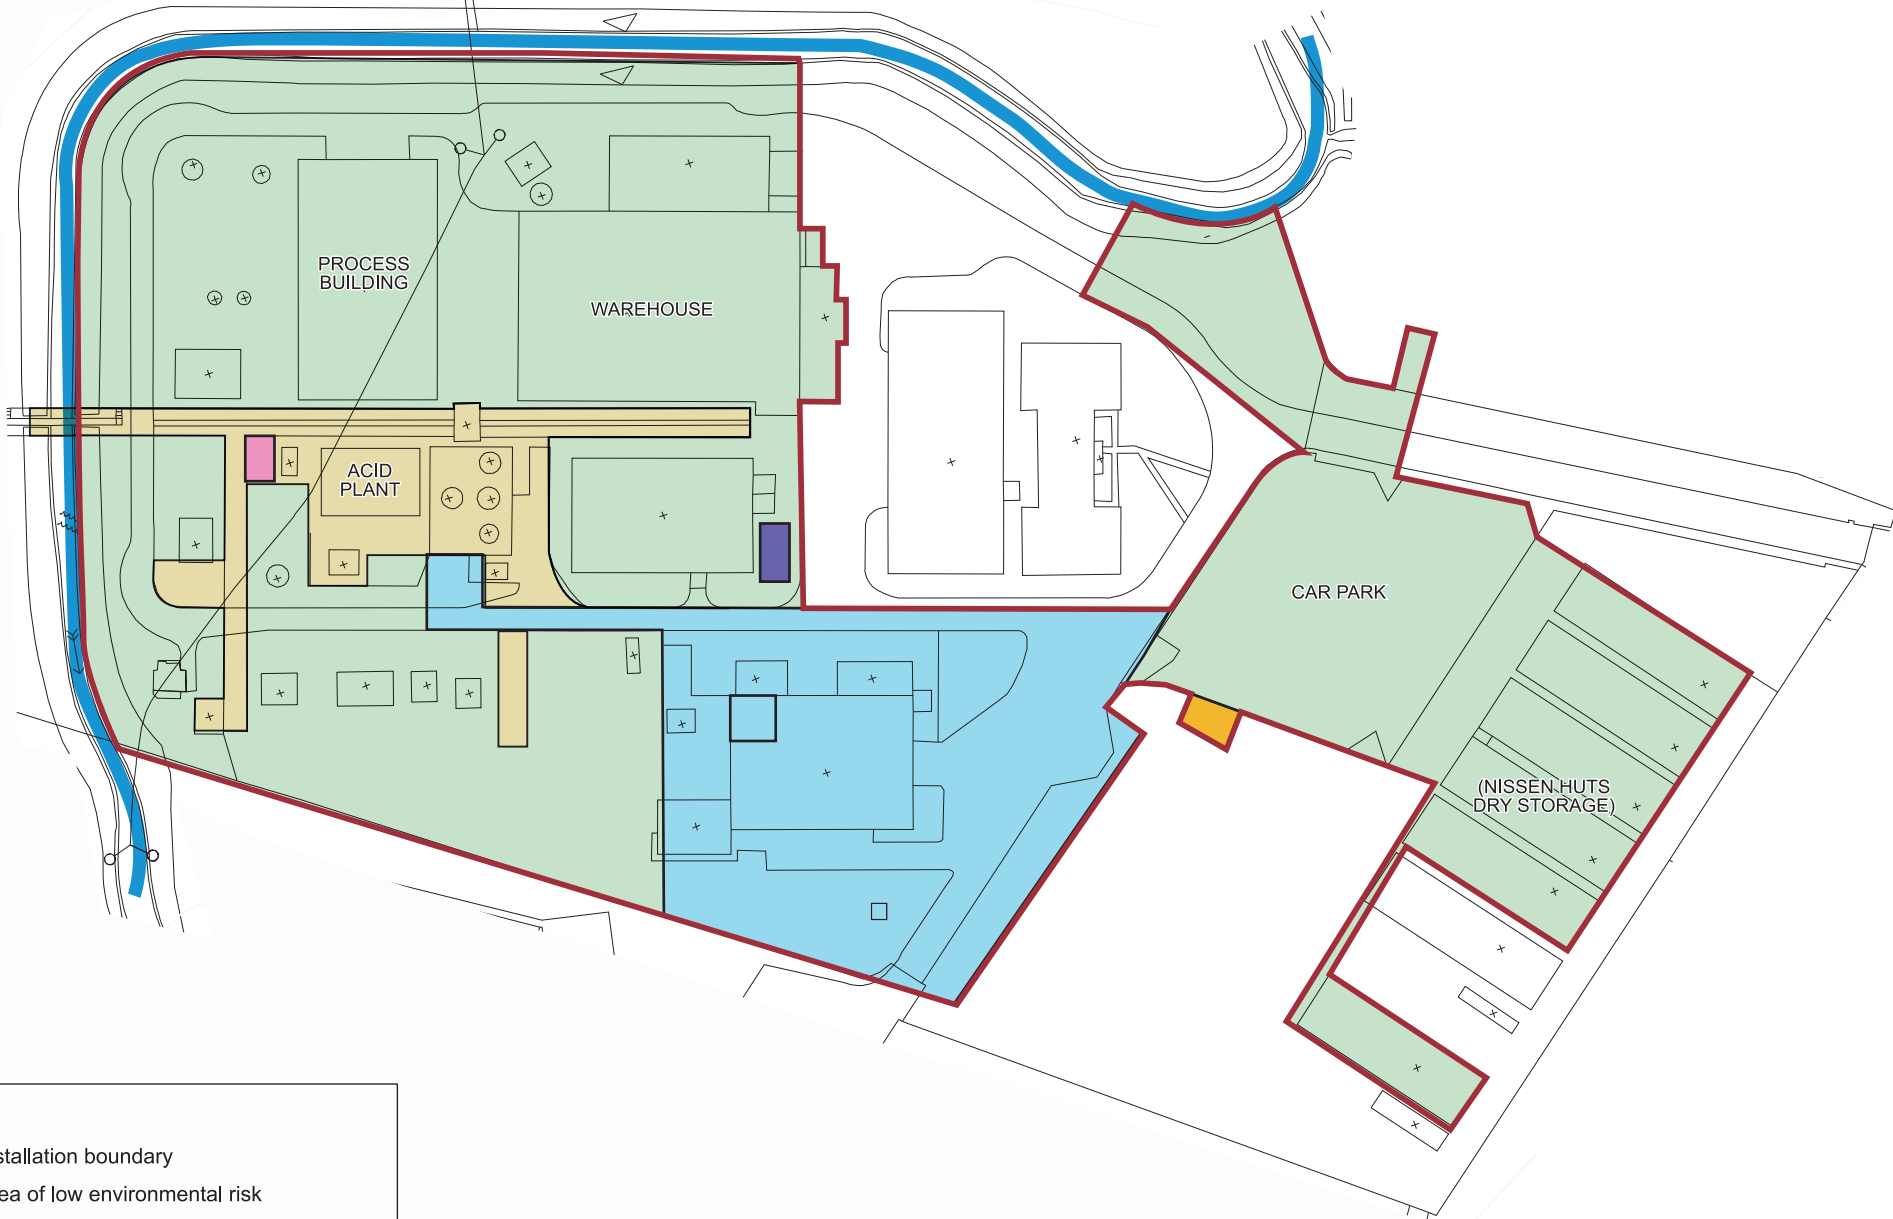 PROCESS
BUILDING
WAREHOUSE
ACID
PLANT
CAR PARK
(NISSEN HUTS
DRY STORAGE)
stallation boundary
ea of low environmental risk